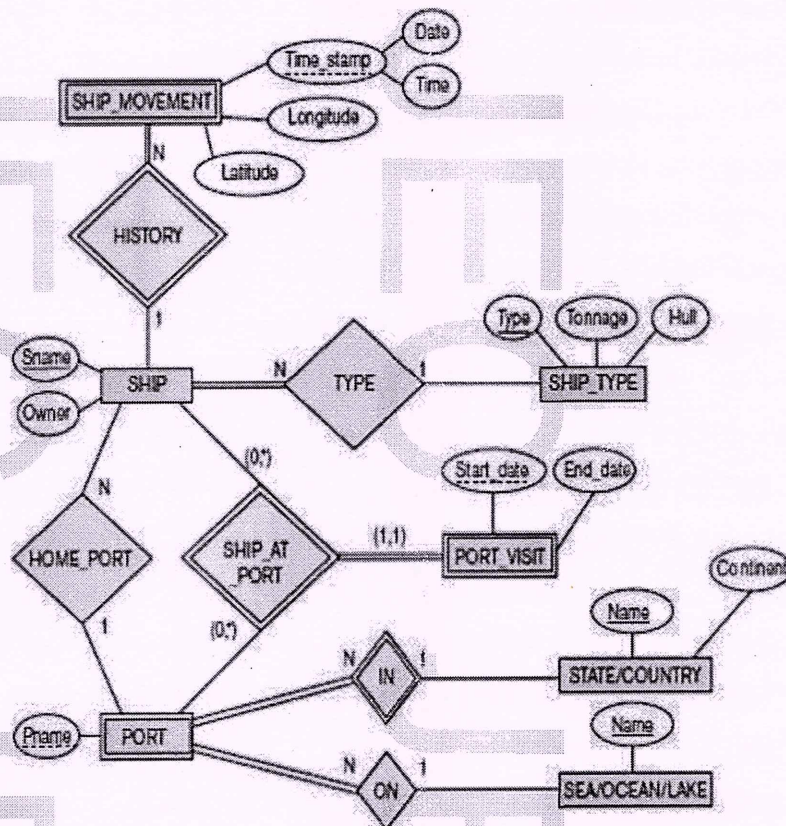 Date
Time_stamp
SHIP_MOVEMENT
Time
Longitude
N
Latitude
HISTORY
1
Type
Tonnage
Hull
Sname
N
1
SHIP
TYPE
SHIP_TYPE
Owner
(0,*)
Start_date
End_date
N
(1,1)
HOME_PORT
SHIP_AT
_PORT
PORT_VISIT
Continent
1
(0,*)
Name
N
1
IN
STATE/COUNTRY
Pname
PORT
Name
N
1
ON
SEA/OCEAN/LAKE